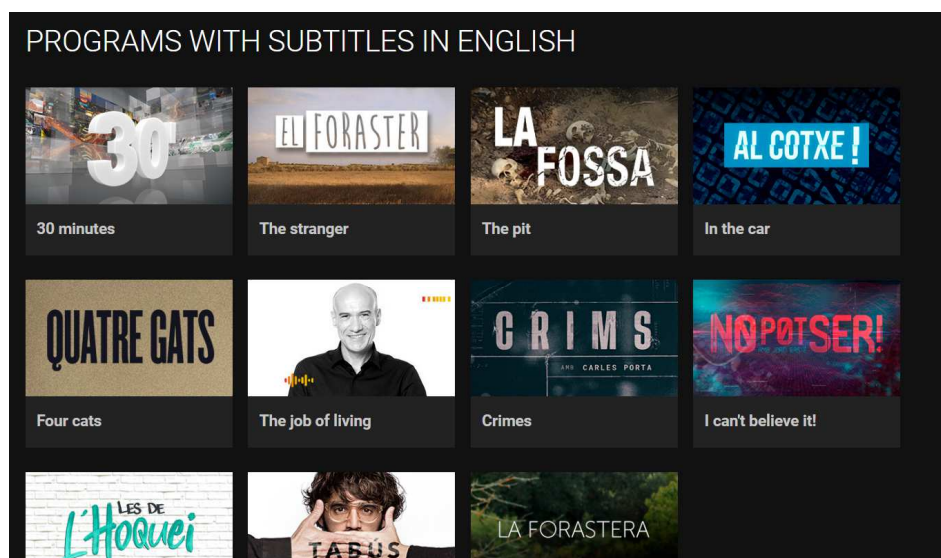 PROGRAMS WITH SUBTITLES IN ENGLISH
30'
EL FORASTER
LA
FOSSA
AL COTXE!
30 minutes
The stranger
The pit
In the car
QUATRE GATS
CRIMS
AMB CARLES PORTA
NO POT SER!
Four cats
The job of living
Crimes
I can't believe it!
LES DE
L'HOQUEI
TABÚS
LA FORASTERA